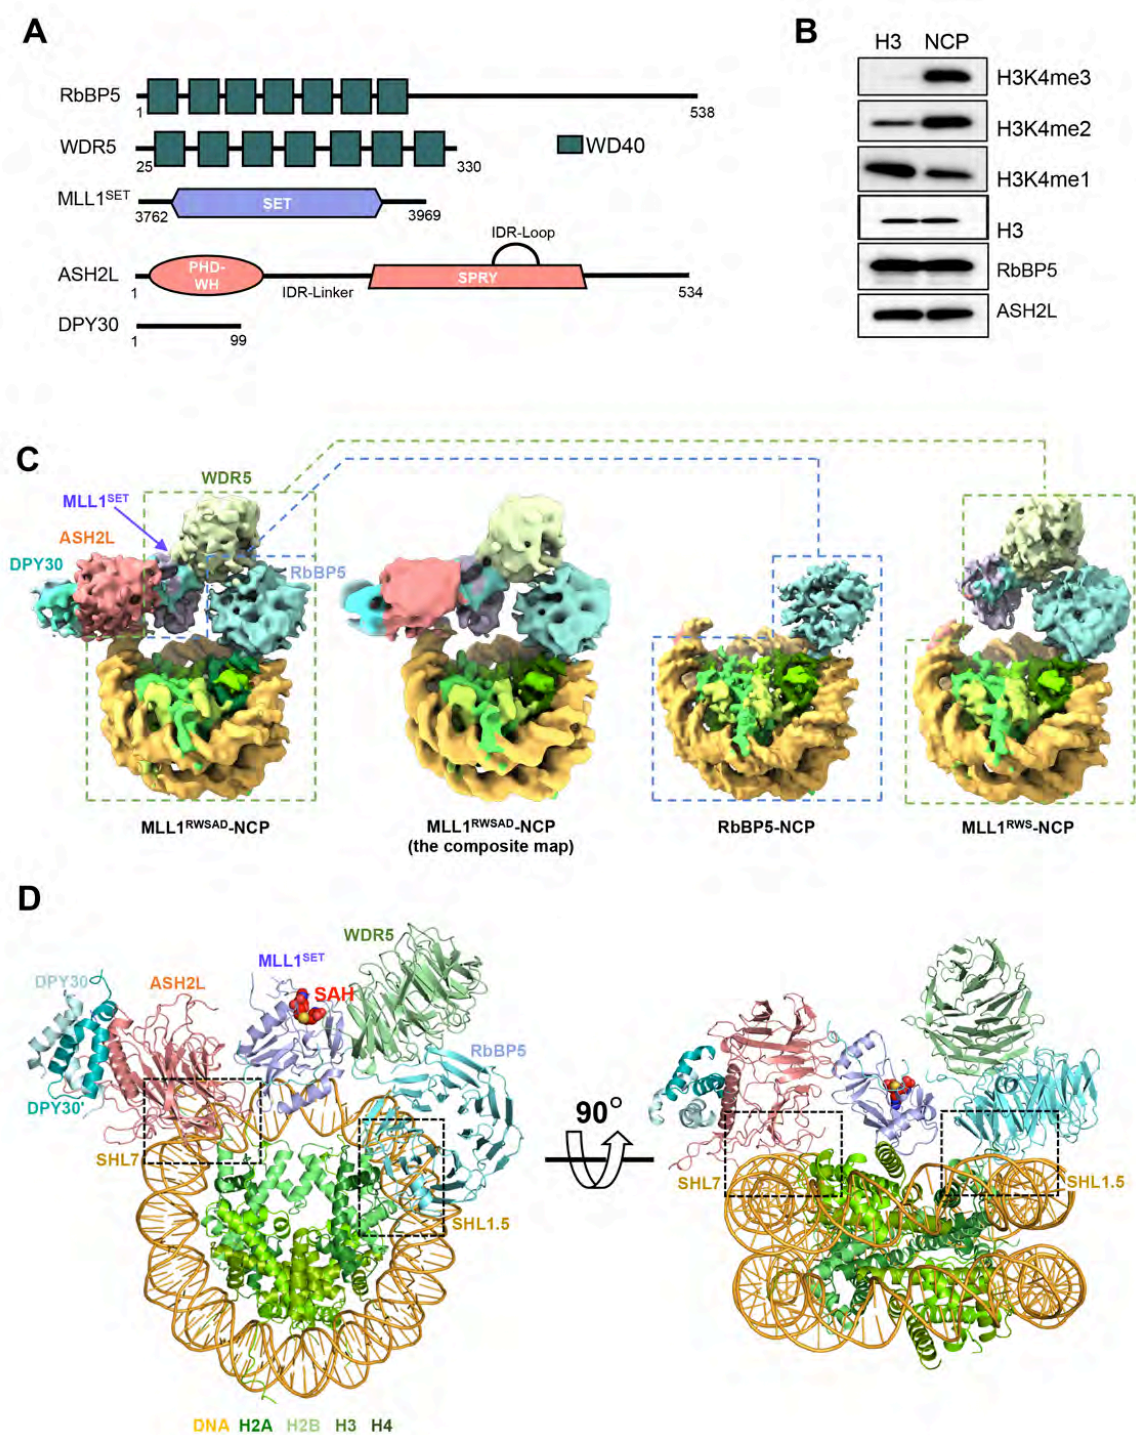 A
RbBP5
1
538
WDR5
25
330
WD40
MLL1SET
SET
3762
3969
IDR-Loop
ASH2L
PHD-
WH
SPRY
1
IDR-Linker
534
DPY30
1
99
B
H3 NCP
H3K4me3
H3K4me2
H3K4me1
H3
RbBP5
ASH2L
C
WDR5
MLL1SET
ASH2L
DPY30
RbBP5
MLL1RWSAD-NCP
MLL1RWSAD-NCP
(the composite map)
RbBP5-NCP
MLL1RWS-NCP
D
WDR5
MLL1SET
DPY30
ASH2L
SAH
RbBP5
DPY30'
SHL7
SHL1.5
90°
SHL7
SHL1.5
DNA H2A H2B H3 H4